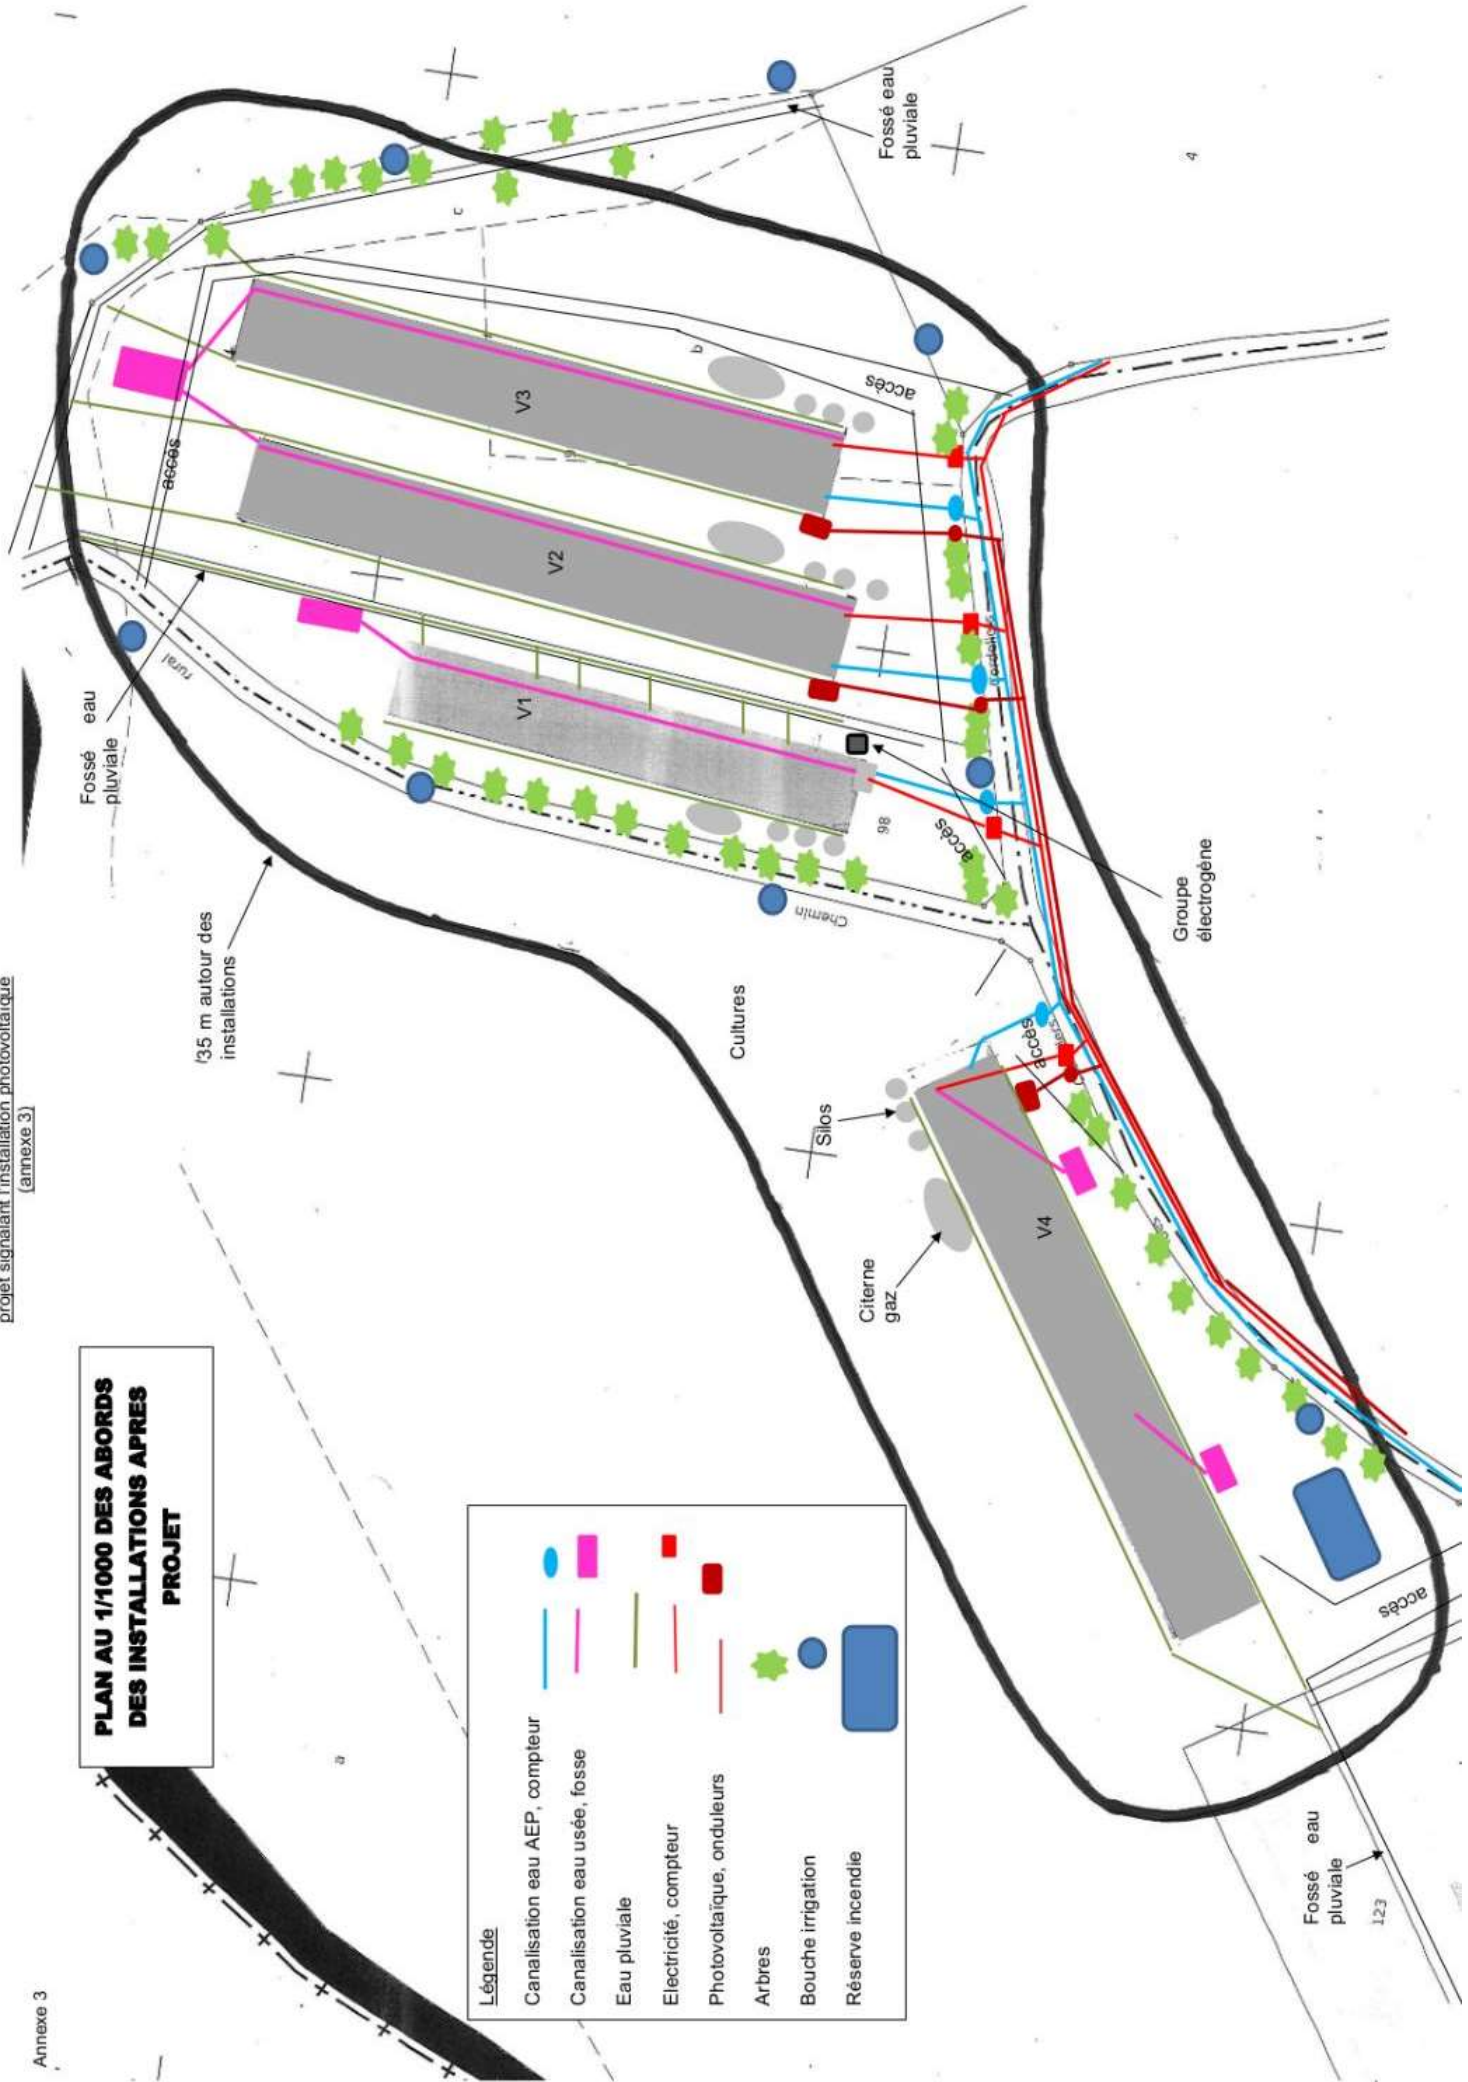 Annexe 3
projet signalant l'installation photovoltaïque
(annexe 3)
PLAN AU 1/1000 DES ABORDS
DES INSTALLATIONS APRES
PROJET
Légende
Canalisation eau AEP, compteur
Canalisation eau usée, fosse
Eau pluviale
Electricité, compteur
Photovoltaïque, onduleurs
Arbres
Bouche irrigation
Réserve incendie
35 m autour des
installations
Fossé eau
pluviale
rural
accès
V1
V2
V3
V4
c
b
a
4
98
accès
accès
accès
accès
Chemin
Cultures
Silos
Citerne
gaz
Groupe
électrogène
Fossé eau
pluviale
Fossé eau
pluviale
123